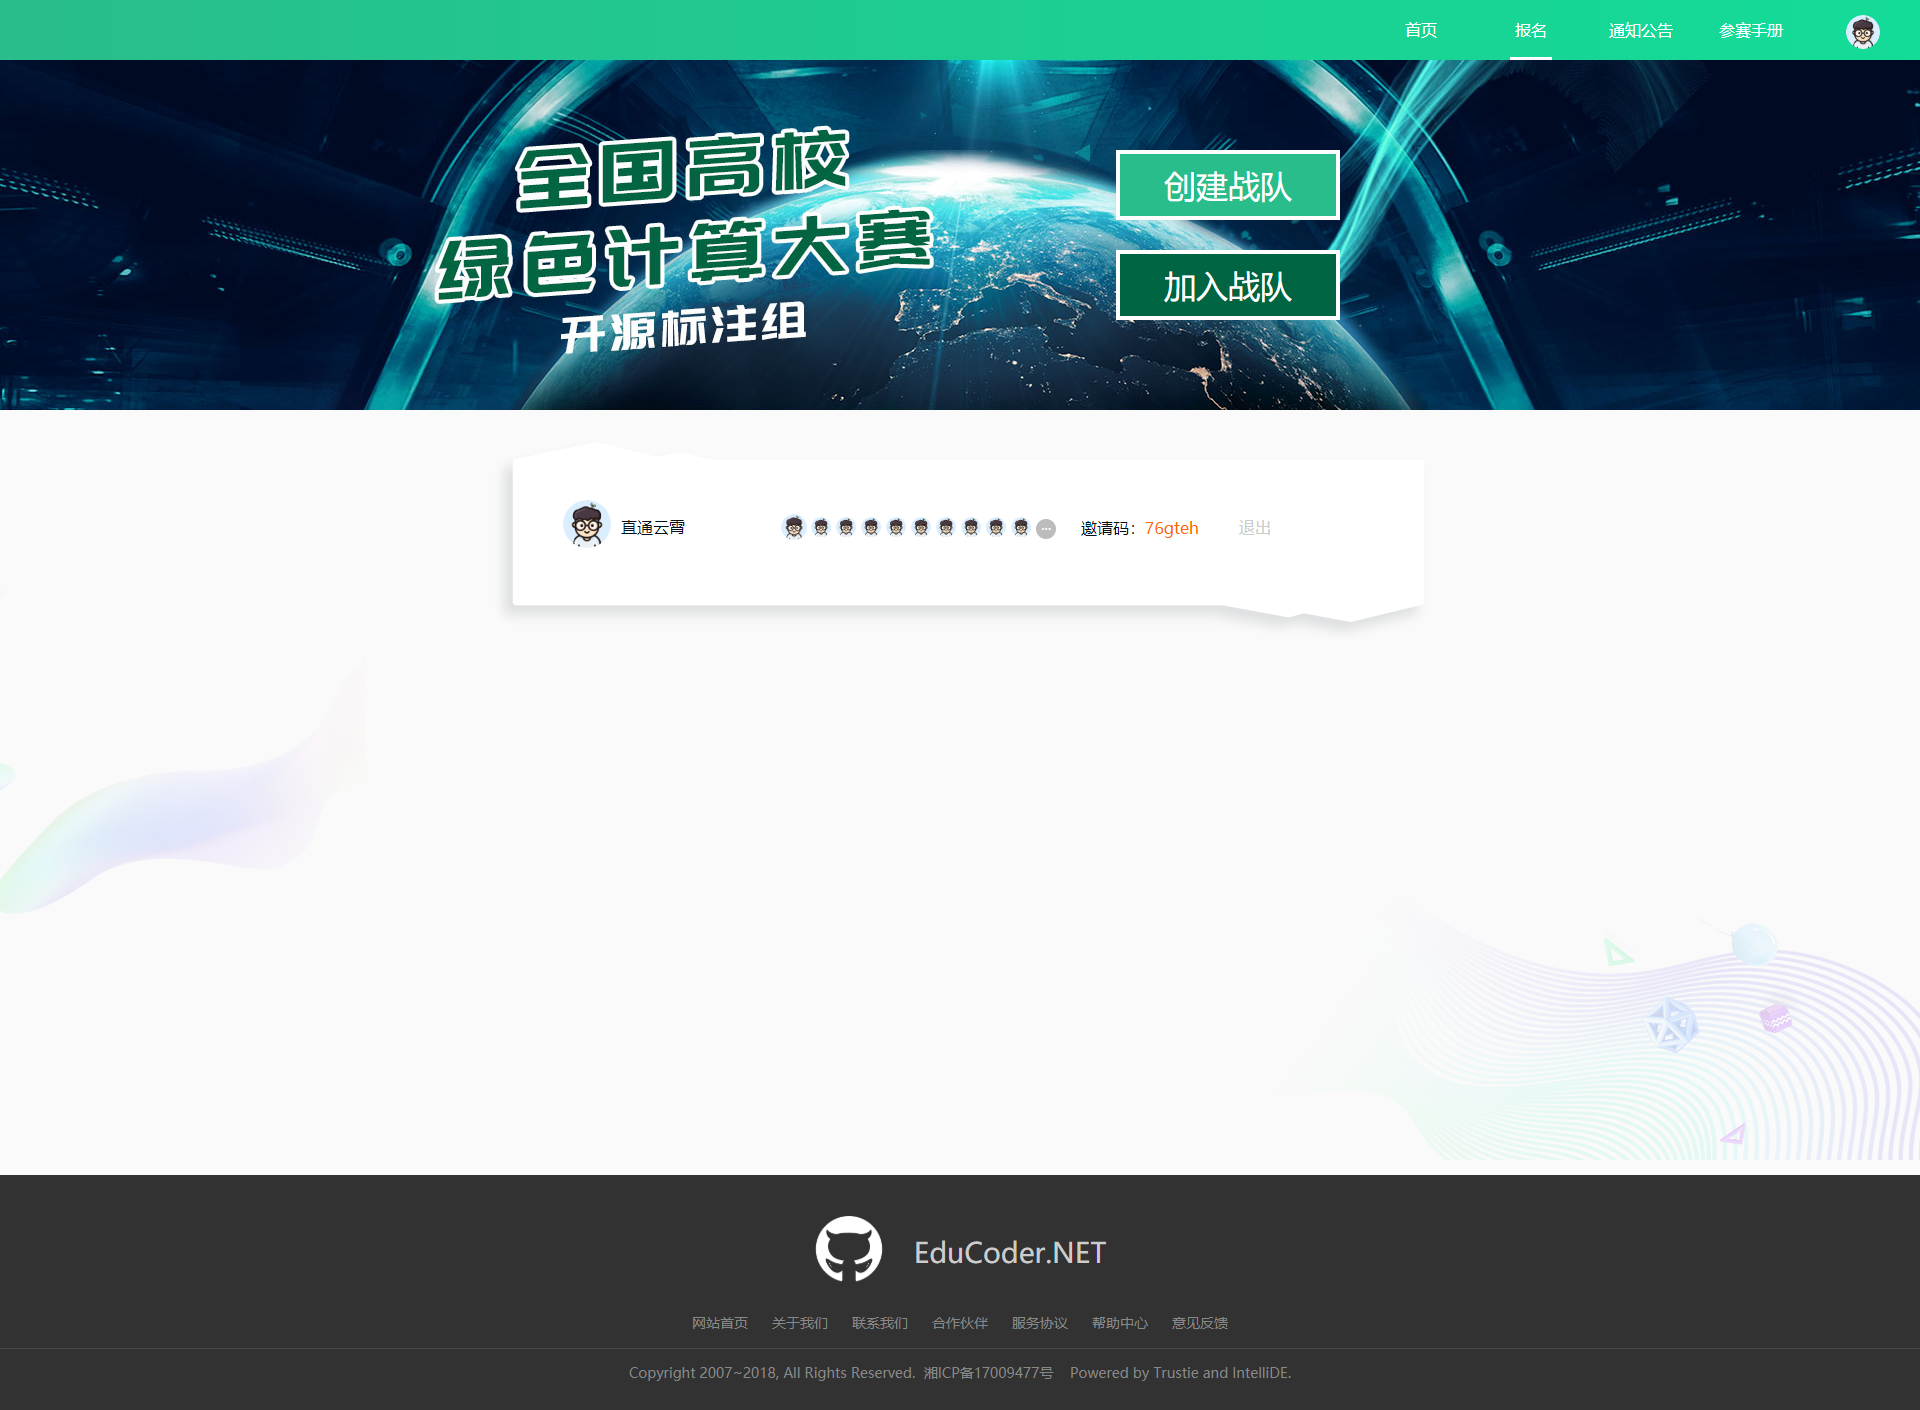 首页 报名 通知公告 参赛手册
全国高校
绿色计算大赛
开源标注组
创建战队
加入战队
直通云霄 邀请码：76gteh 退出
EduCoder.NET
网站首页 关于我们 联系我们 合作伙伴 服务协议 帮助中心 意见反馈
Copyright 2007~2018, All Rights Reserved. 湘ICP备17009477号 Powered by Trustie and IntelliDE.